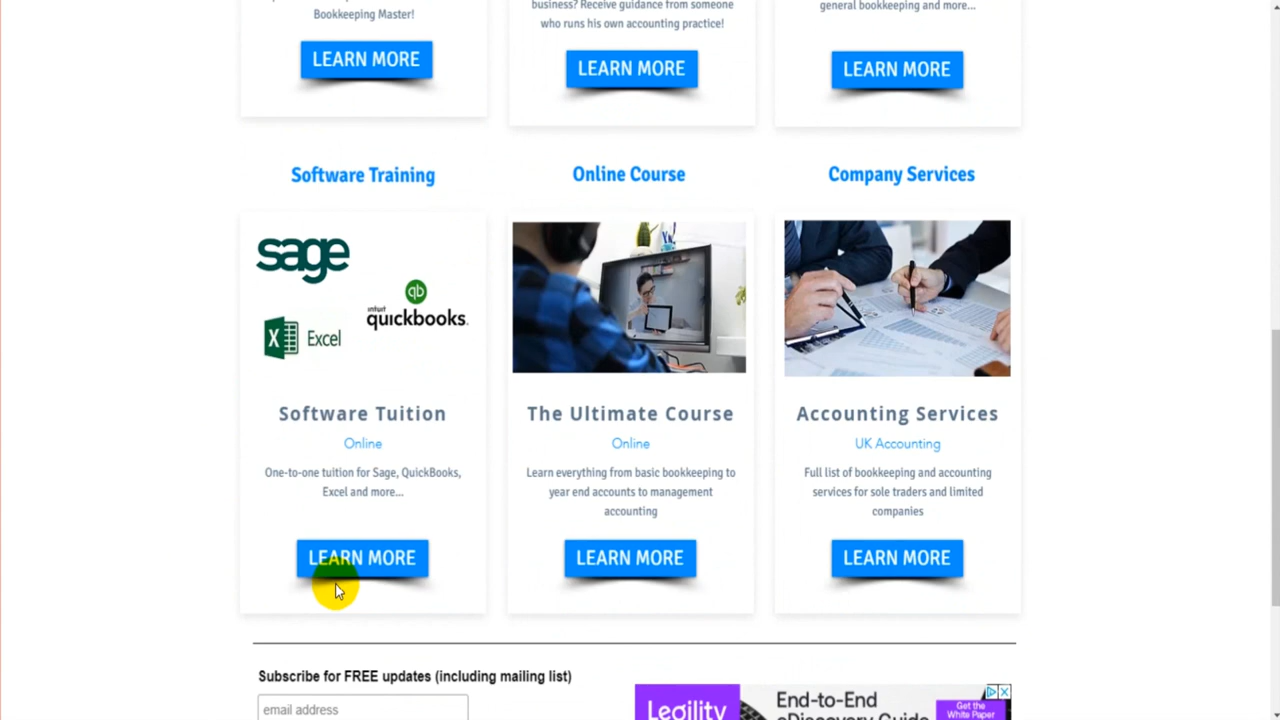 Bookkeeping Master!
LEARN MORE
business? Receive guidance from someone
who runs his own accounting practice!
LEARN MORE
general bookkeeping and more...
LEARN MORE
Software Training
sage
intuit
qb
quickbooks.
X
Excel
Software Tuition
Online
One-to-one tuition for Sage, QuickBooks,
Excel and more...
LEARN MORE
Online Course
The Ultimate Course
Online
Learn everything from basic bookkeeping to
year end accounts to management
accounting
LEARN MORE
Company Services
Accounting Services
UK Accounting
Full list of bookkeeping and accounting
services for sole traders and limited
companies
LEARN MORE
Subscribe for FREE updates (including mailing list)
email address
Legility
End-to-End
eDiscovery Guide
Get the
White Paper